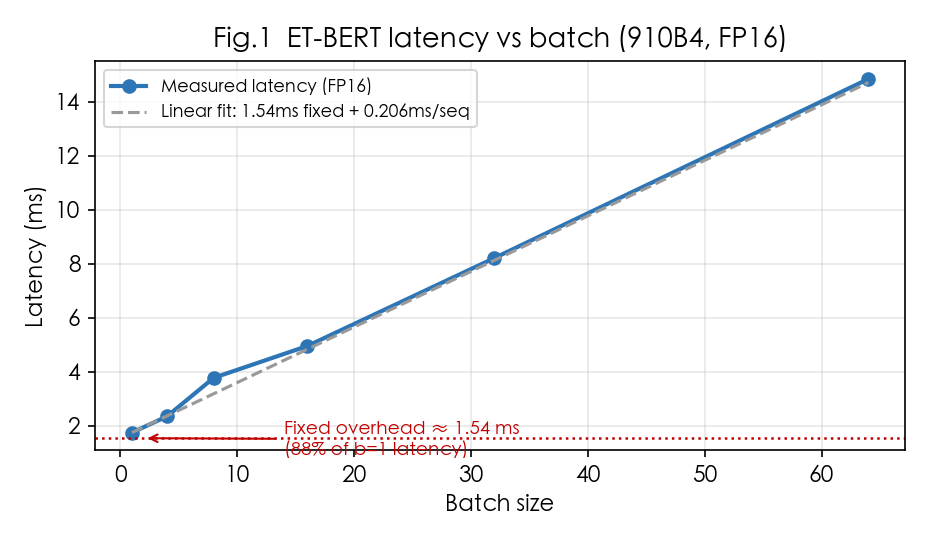 Fig.1 ET-BERT latency vs batch (910B4, FP16)
Measured latency (FP16)
Linear fit: 1.54ms fixed + 0.206ms/seq
Latency (ms)
14
12
10
8
6
4
2
Fixed overhead ≈ 1.54 ms
(88% of b=1 latency)
0 10 20 30 40 50 60
Batch size